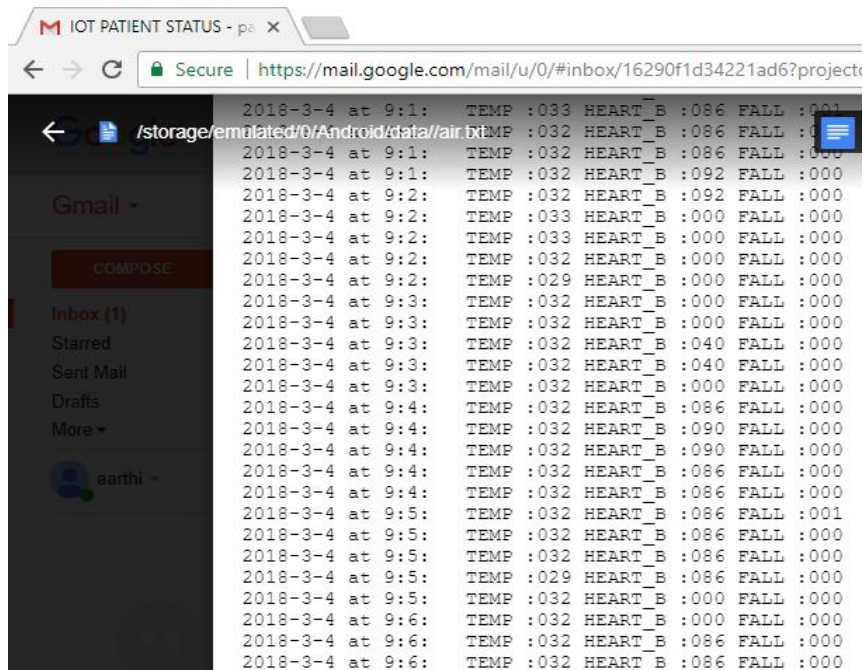 IOT PATIENT STATUS - pa
Secure | https://mail.google.com/mail/u/0/#inbox/16290f1d34221ad6?projecto
/storage/emulated/0/Android/data//air.txt
Gmail
COMPOSE
Inbox (1)
Starred
Sent Mail
Drafts
More
aarthi
2018-3-4 at 9:1: TEMP :033 HEART_B :086 FALL :001
2018-3-4 at 9:1: TEMP :032 HEART_B :086 FALL
2018-3-4 at 9:1: TEMP :032 HEART_B :086 FALL :000
2018-3-4 at 9:1: TEMP :032 HEART_B :092 FALL :000
2018-3-4 at 9:2: TEMP :032 HEART_B :092 FALL :000
2018-3-4 at 9:2: TEMP :033 HEART_B :000 FALL :000
2018-3-4 at 9:2: TEMP :033 HEART_B :000 FALL :000
2018-3-4 at 9:2: TEMP :032 HEART_B :000 FALL :000
2018-3-4 at 9:2: TEMP :029 HEART_B :000 FALL :000
2018-3-4 at 9:3: TEMP :032 HEART_B :000 FALL :000
2018-3-4 at 9:3: TEMP :032 HEART_B :000 FALL :000
2018-3-4 at 9:3: TEMP :032 HEART_B :040 FALL :000
2018-3-4 at 9:3: TEMP :032 HEART_B :040 FALL :000
2018-3-4 at 9:3: TEMP :032 HEART_B :000 FALL :000
2018-3-4 at 9:4: TEMP :032 HEART_B :086 FALL :000
2018-3-4 at 9:4: TEMP :032 HEART_B :090 FALL :000
2018-3-4 at 9:4: TEMP :032 HEART_B :090 FALL :000
2018-3-4 at 9:4: TEMP :032 HEART_B :086 FALL :000
2018-3-4 at 9:4: TEMP :032 HEART_B :086 FALL :000
2018-3-4 at 9:5: TEMP :032 HEART_B :086 FALL :001
2018-3-4 at 9:5: TEMP :032 HEART_B :086 FALL :000
2018-3-4 at 9:5: TEMP :032 HEART_B :086 FALL :000
2018-3-4 at 9:5: TEMP :029 HEART_B :086 FALL :000
2018-3-4 at 9:5: TEMP :032 HEART_B :000 FALL :000
2018-3-4 at 9:6: TEMP :032 HEART_B :000 FALL :000
2018-3-4 at 9:6: TEMP :032 HEART_B :086 FALL :000
2018-3-4 at 9:6: TEMP :032 HEART_B :086 FALL :000